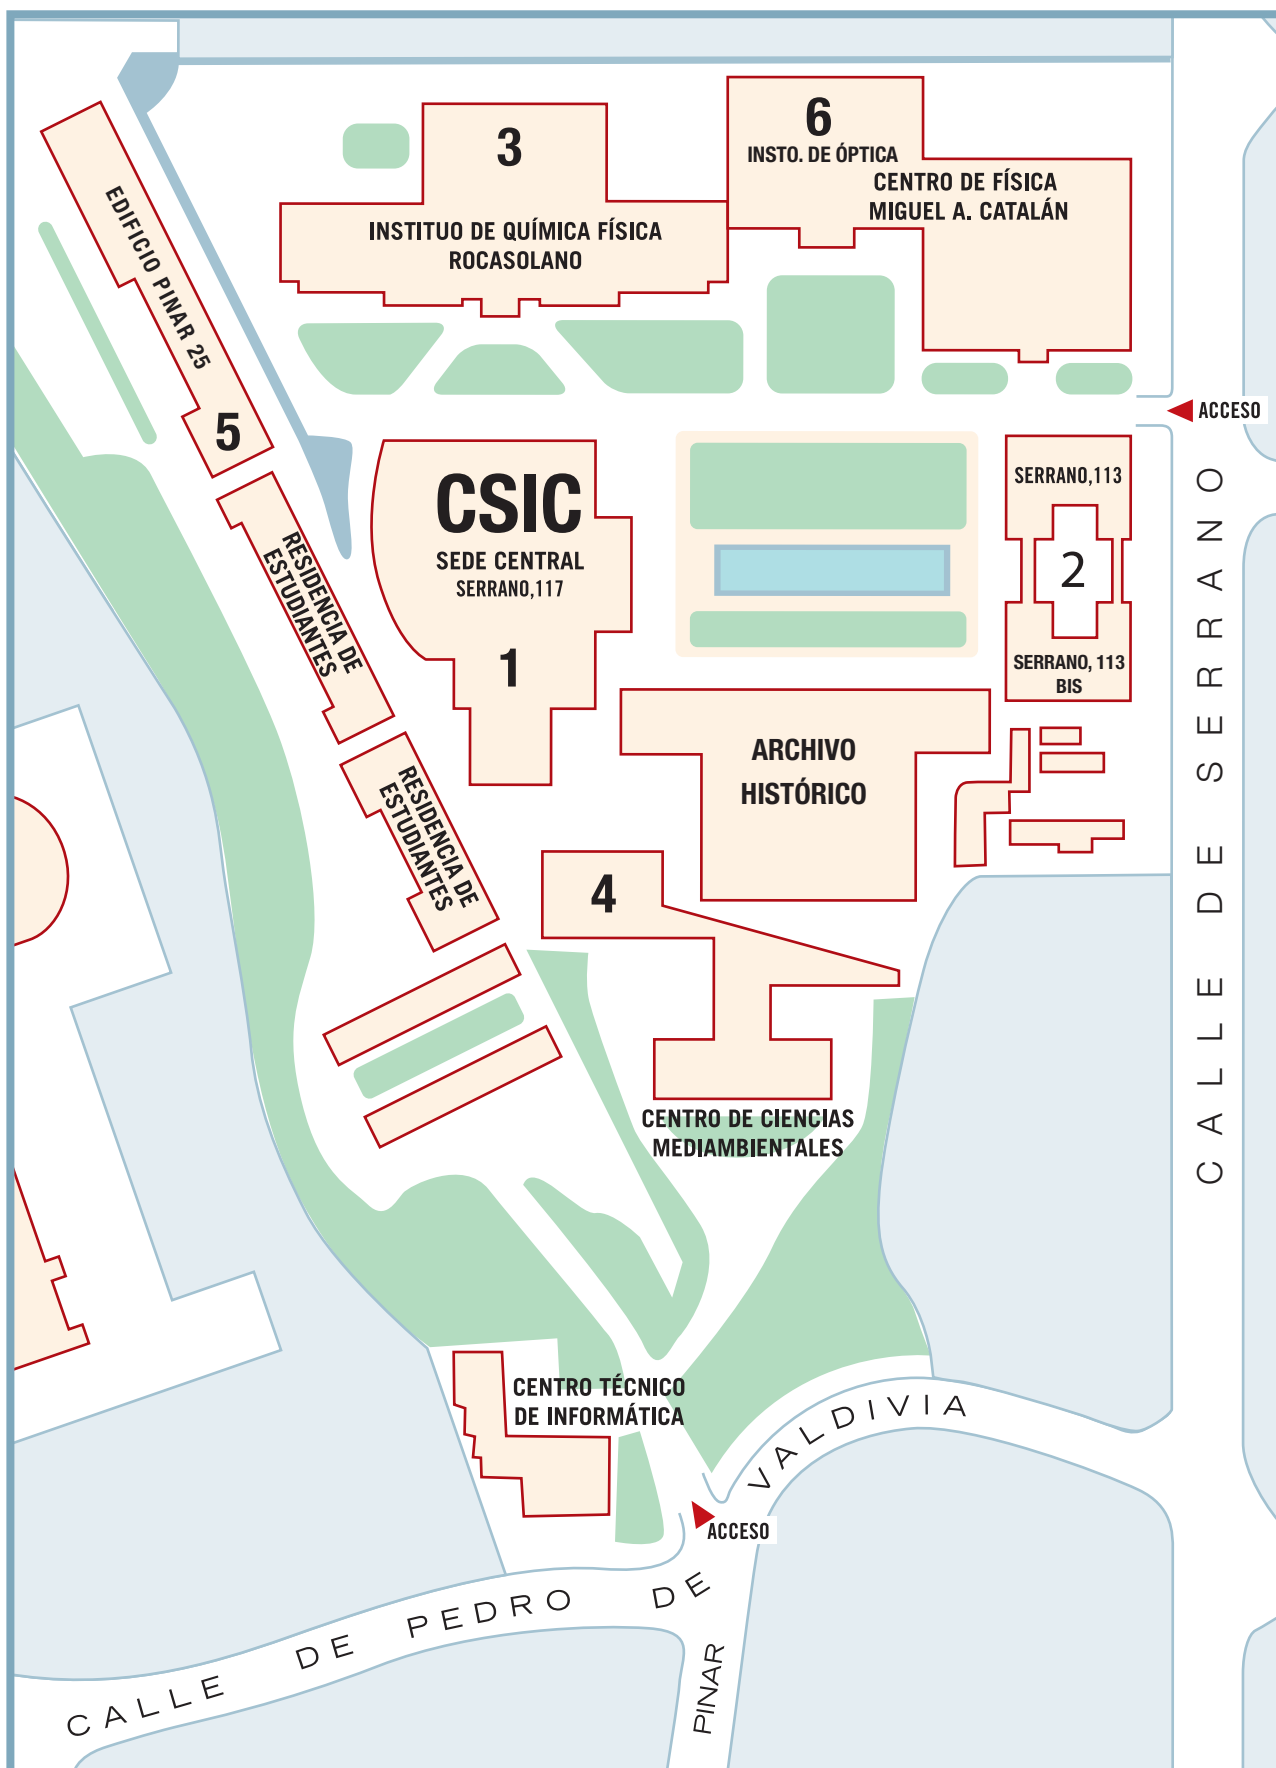 6
INSTO. DE ÓPTICA
CENTRO DE FÍSICA
MIGUEL A. CATALÁN
3
INSTITUO DE QUÍMICA FÍSICA
ROCASOLANO
EDIFICIO PINAR 25
5
ACCESO
CSIC
SEDE CENTRAL
SERRANO,117
1
SERRANO,113
2
SERRANO, 113
BIS
RESIDENCIA DE
ESTUDIANTES
RESIDENCIA DE
ESTUDIANTES
ARCHIVO
HISTÓRICO
4
CENTRO DE CIENCIAS
MEDIAMBIENTALES
CALLE DE SERRANO
CENTRO TÉCNICO
DE INFORMÁTICA
ACCESO
CALLE DE PEDRO DE VALDIVIA
PINAR